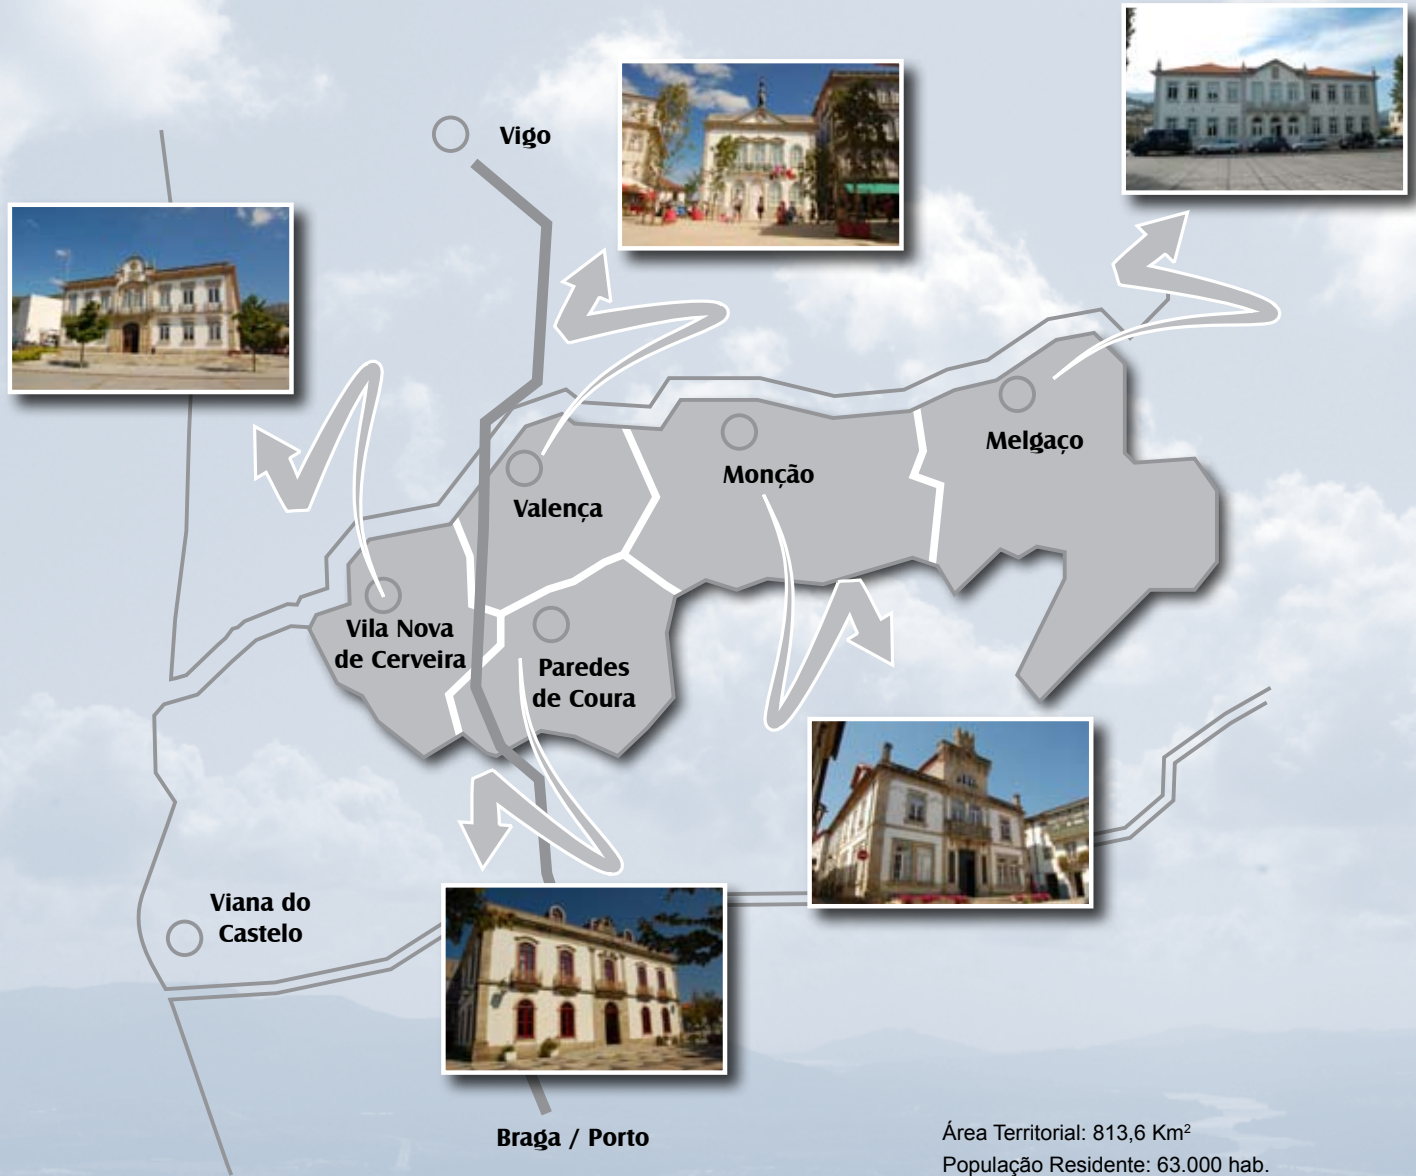 Vigo
Melgaço
Monção
Valença
Vila Nova
de Cerveira
Paredes
de Coura
Viana do
Castelo
Braga / Porto
Área Territorial: 813,6 Km²
População Residente: 63.000 hab.